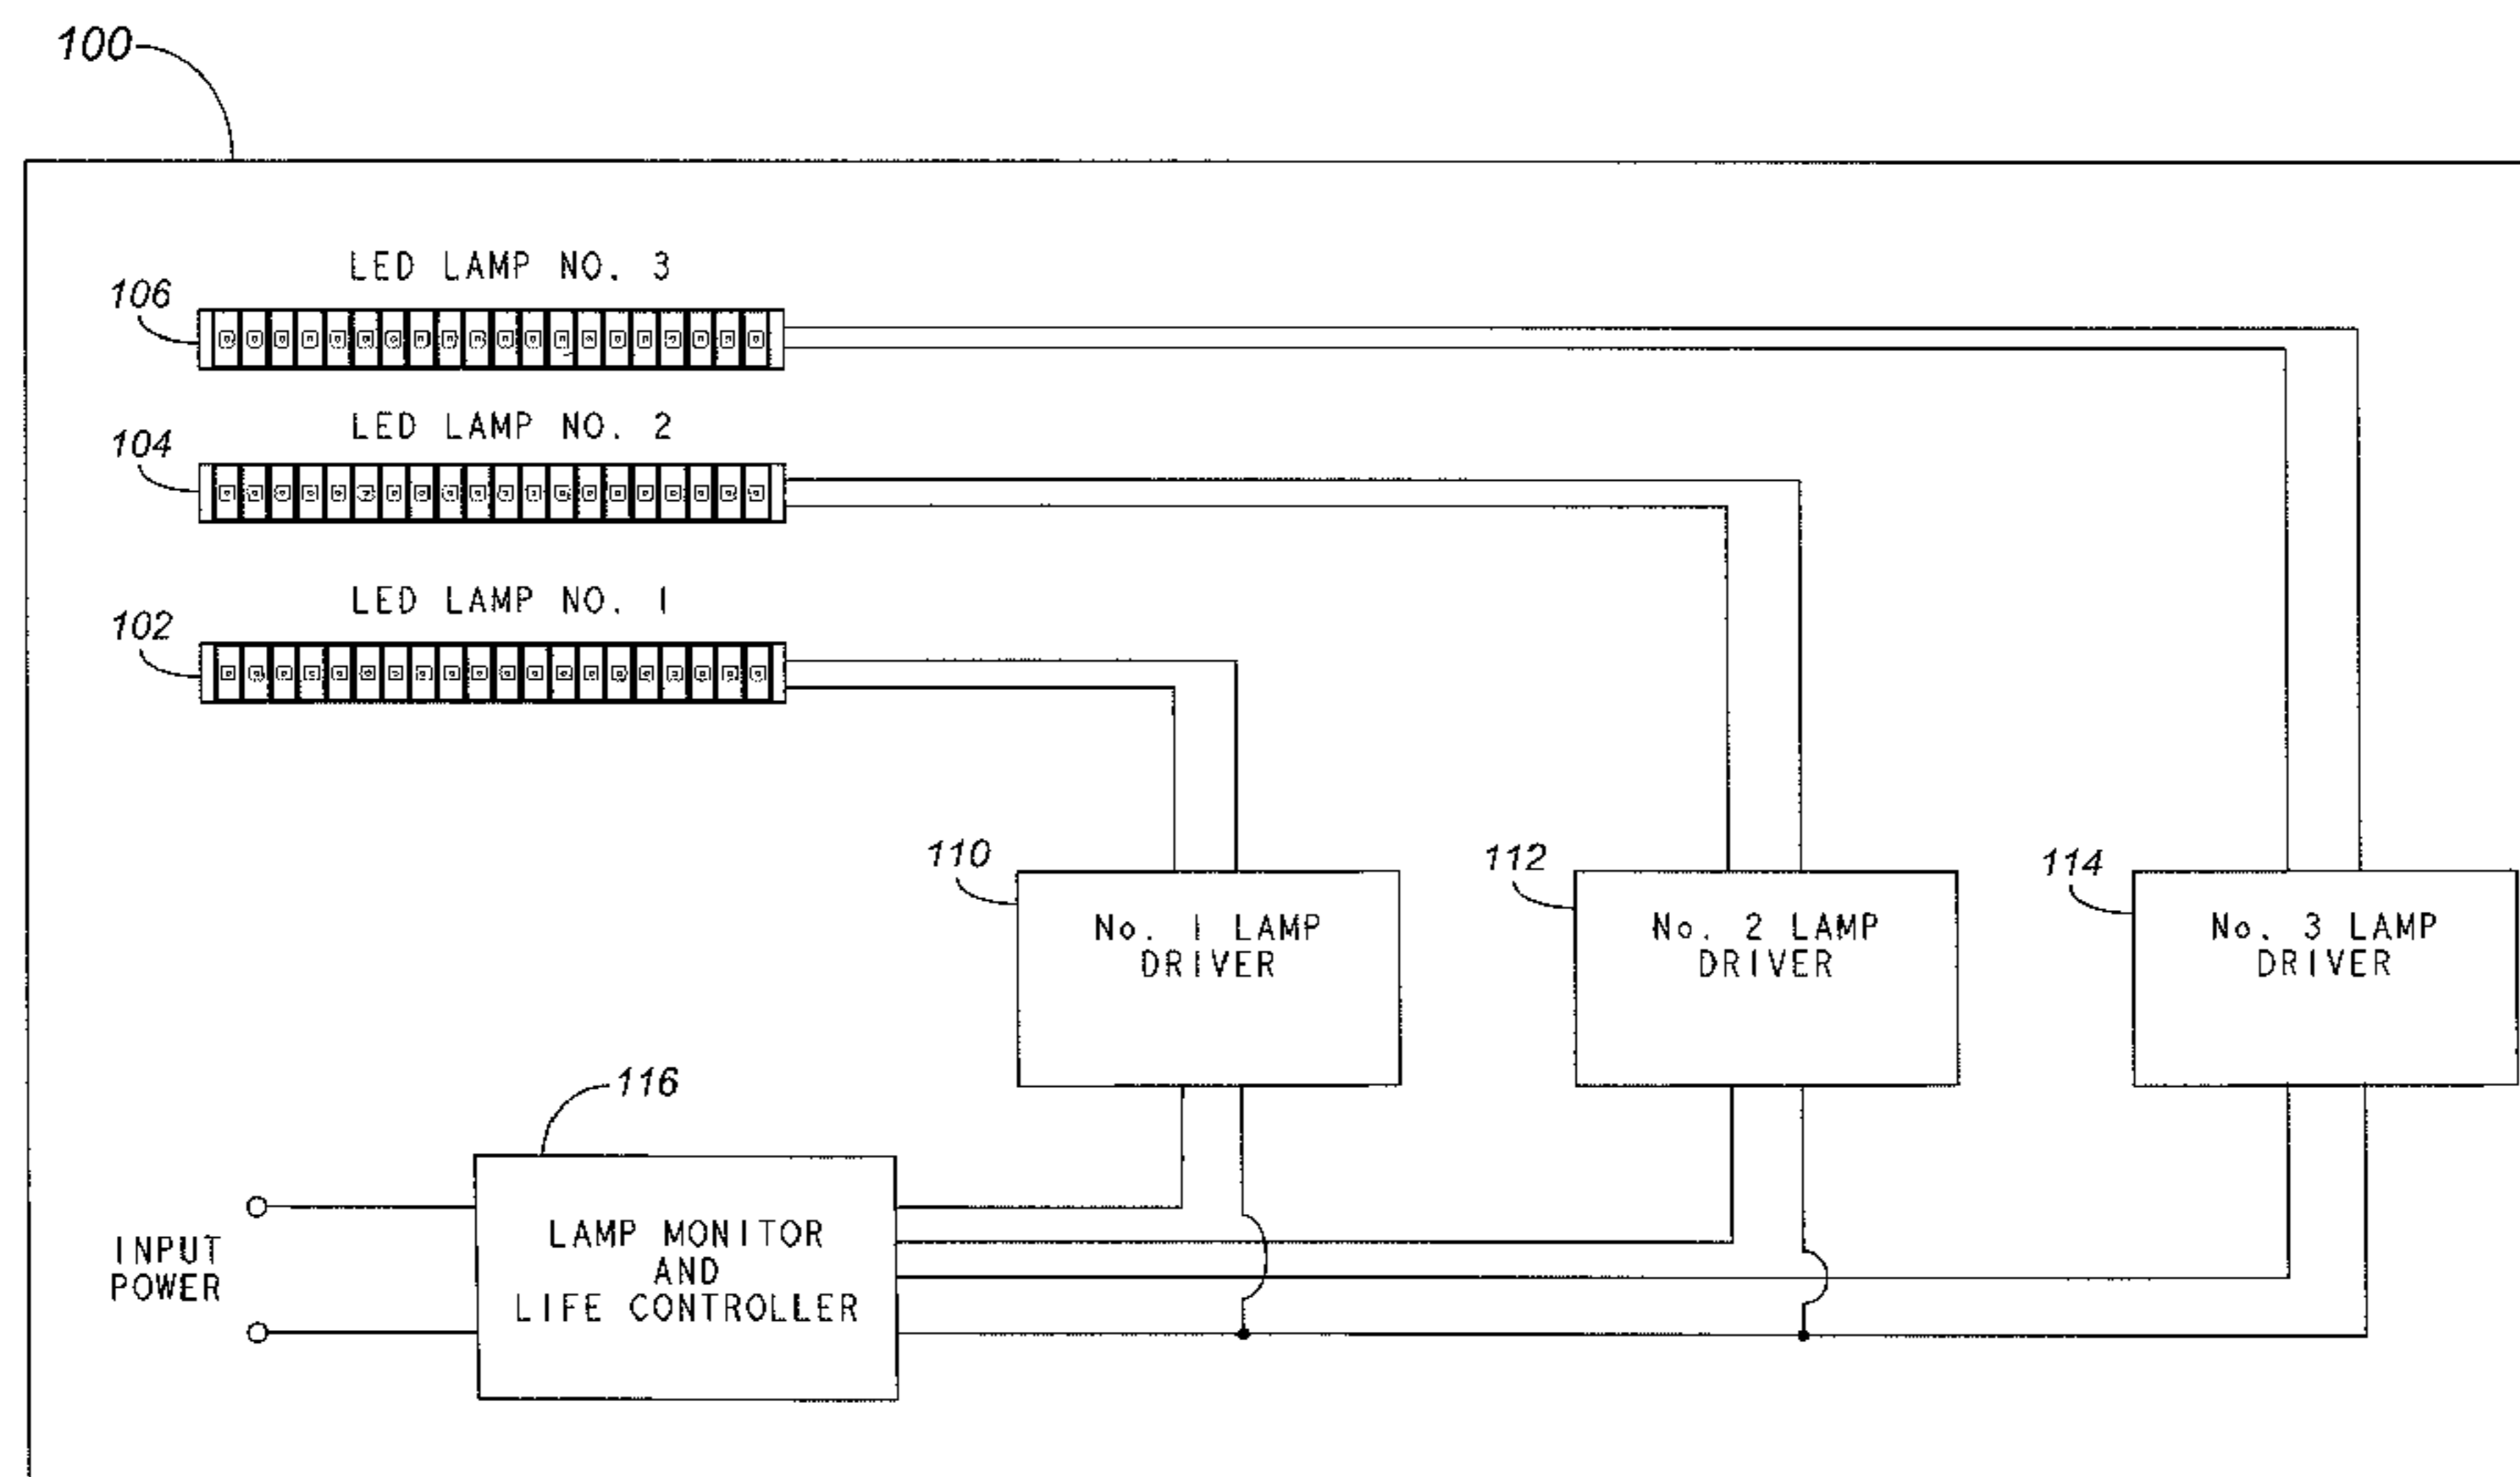 100
LED LAMP NO. 3
106
LED LAMP NO. 2
104
LED LAMP NO. 1
102
110
112
114
No. 1 LAMP
DRIVER
No. 2 LAMP
DRIVER
No. 3 LAMP
DRIVER
116
INPUT
POWER
LAMP MONITOR
AND
LIFE CONTROLLER